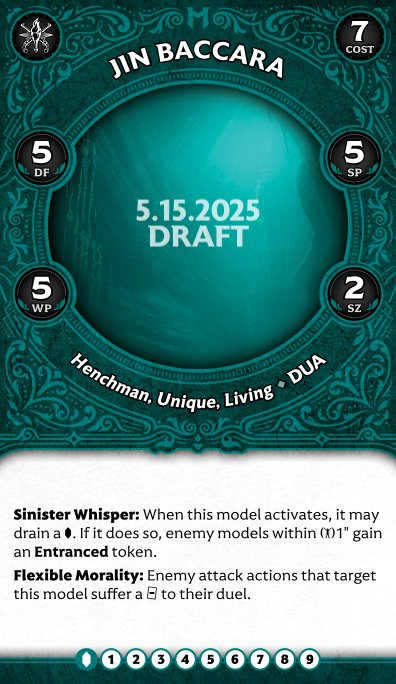 JIN BACCARA
7
COST
5
DF
5
SP
5.15.2025
DRAFT
5
WP
2
SZ
Henchman, Unique, Living ◆ DUA
Sinister Whisper: When this model activates, it may
drain a . If it does so, enemy models within 1" gain
an Entranced token.
Flexible Morality: Enemy attack actions that target
this model suffer a to their duel.
1 2 3 4 5 6 7 8 9